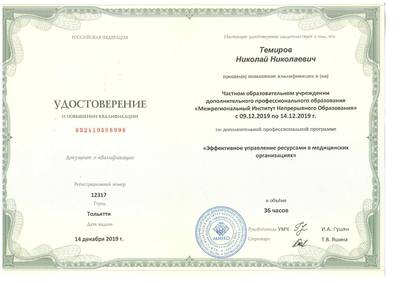 РОССИЙСКАЯ ФЕДЕРАЦИЯ
УДОСТОВЕРЕНИЕ
О ПОВЫШЕНИИ КВАЛИФИКАЦИИ
Документ о квалификации
Регистрационный номер
12317
Город
Тольятти
Дата выдачи
14 декабря 2019 г.
Настоящее удостоверение свидетельствует о том, что
Темиров
Николай Николаевич
прошел(а) повышение квалификации в (на)
Частном образовательном учреждении
дополнительного профессионального образования
«Межрегиональный Институт Непрерывного Образования»
с 09.12.2019 по 14.12.2019 г.
по дополнительной профессиональной программе
«Эффективное управление ресурсами в медицинских
организациях»
в объёме
36 часов
Руководитель УМЧ И.А. Гущян
Секретарь Т.В. Яшина
МИНО